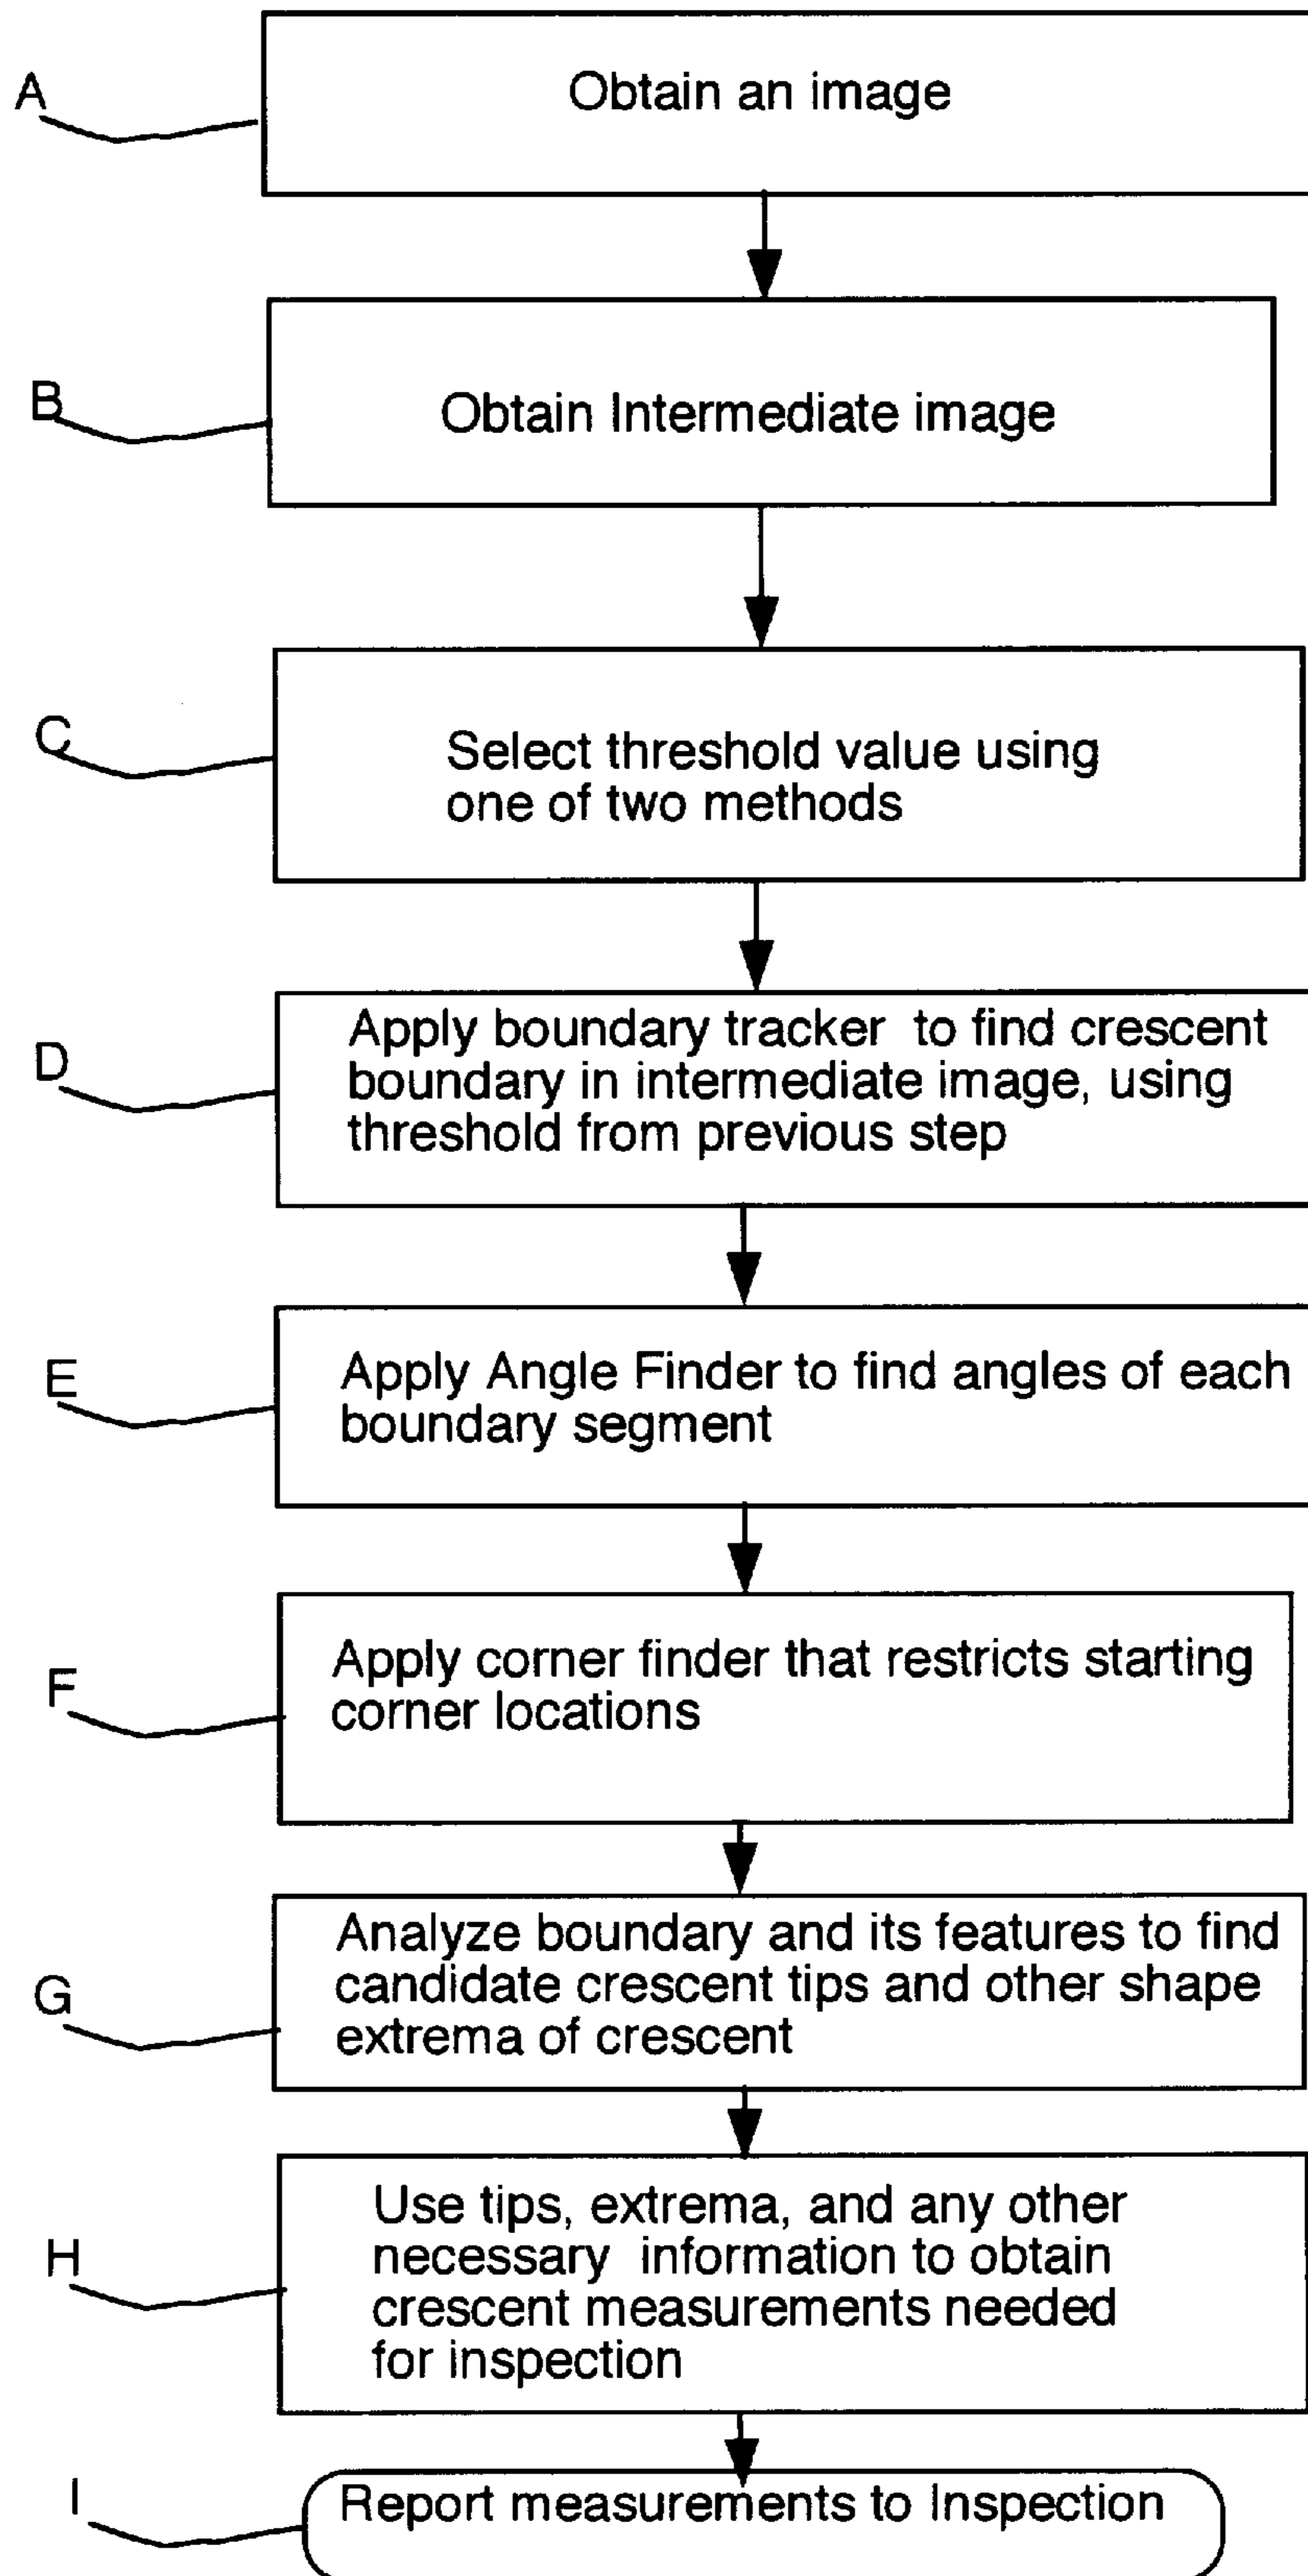 A
Obtain an image
B
Obtain Intermediate image
C
Select threshold value using
one of two methods
D
Apply boundary tracker to find crescent
boundary in intermediate image, using
threshold from previous step
E
Apply Angle Finder to find angles of each
boundary segment
F
Apply corner finder that restricts starting
corner locations
G
Analyze boundary and its features to find
candidate crescent tips and other shape
extrema of crescent
H
Use tips, extrema, and any other
necessary information to obtain
crescent measurements needed
for inspection
I
Report measurements to Inspection